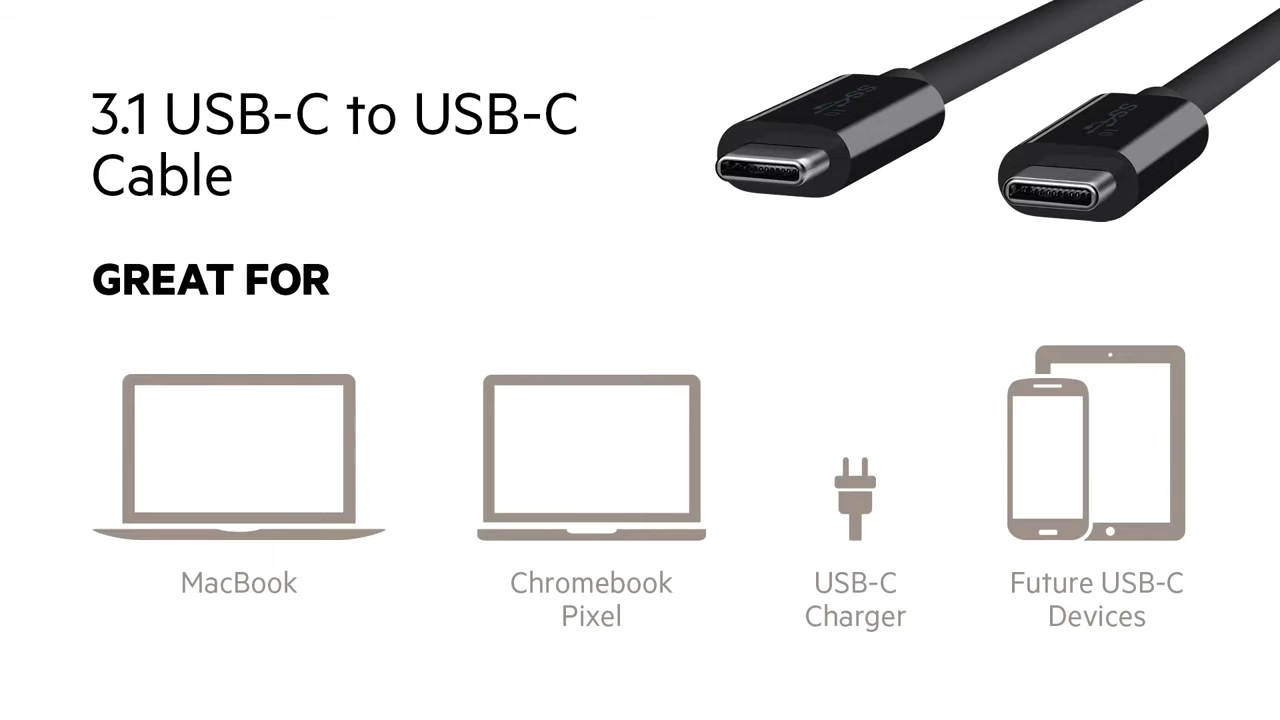 3.1 USB-C to USB-C
Cable
GREAT FOR
MacBook
Chromebook
Pixel
USB-C
Charger
Future USB-C
Devices